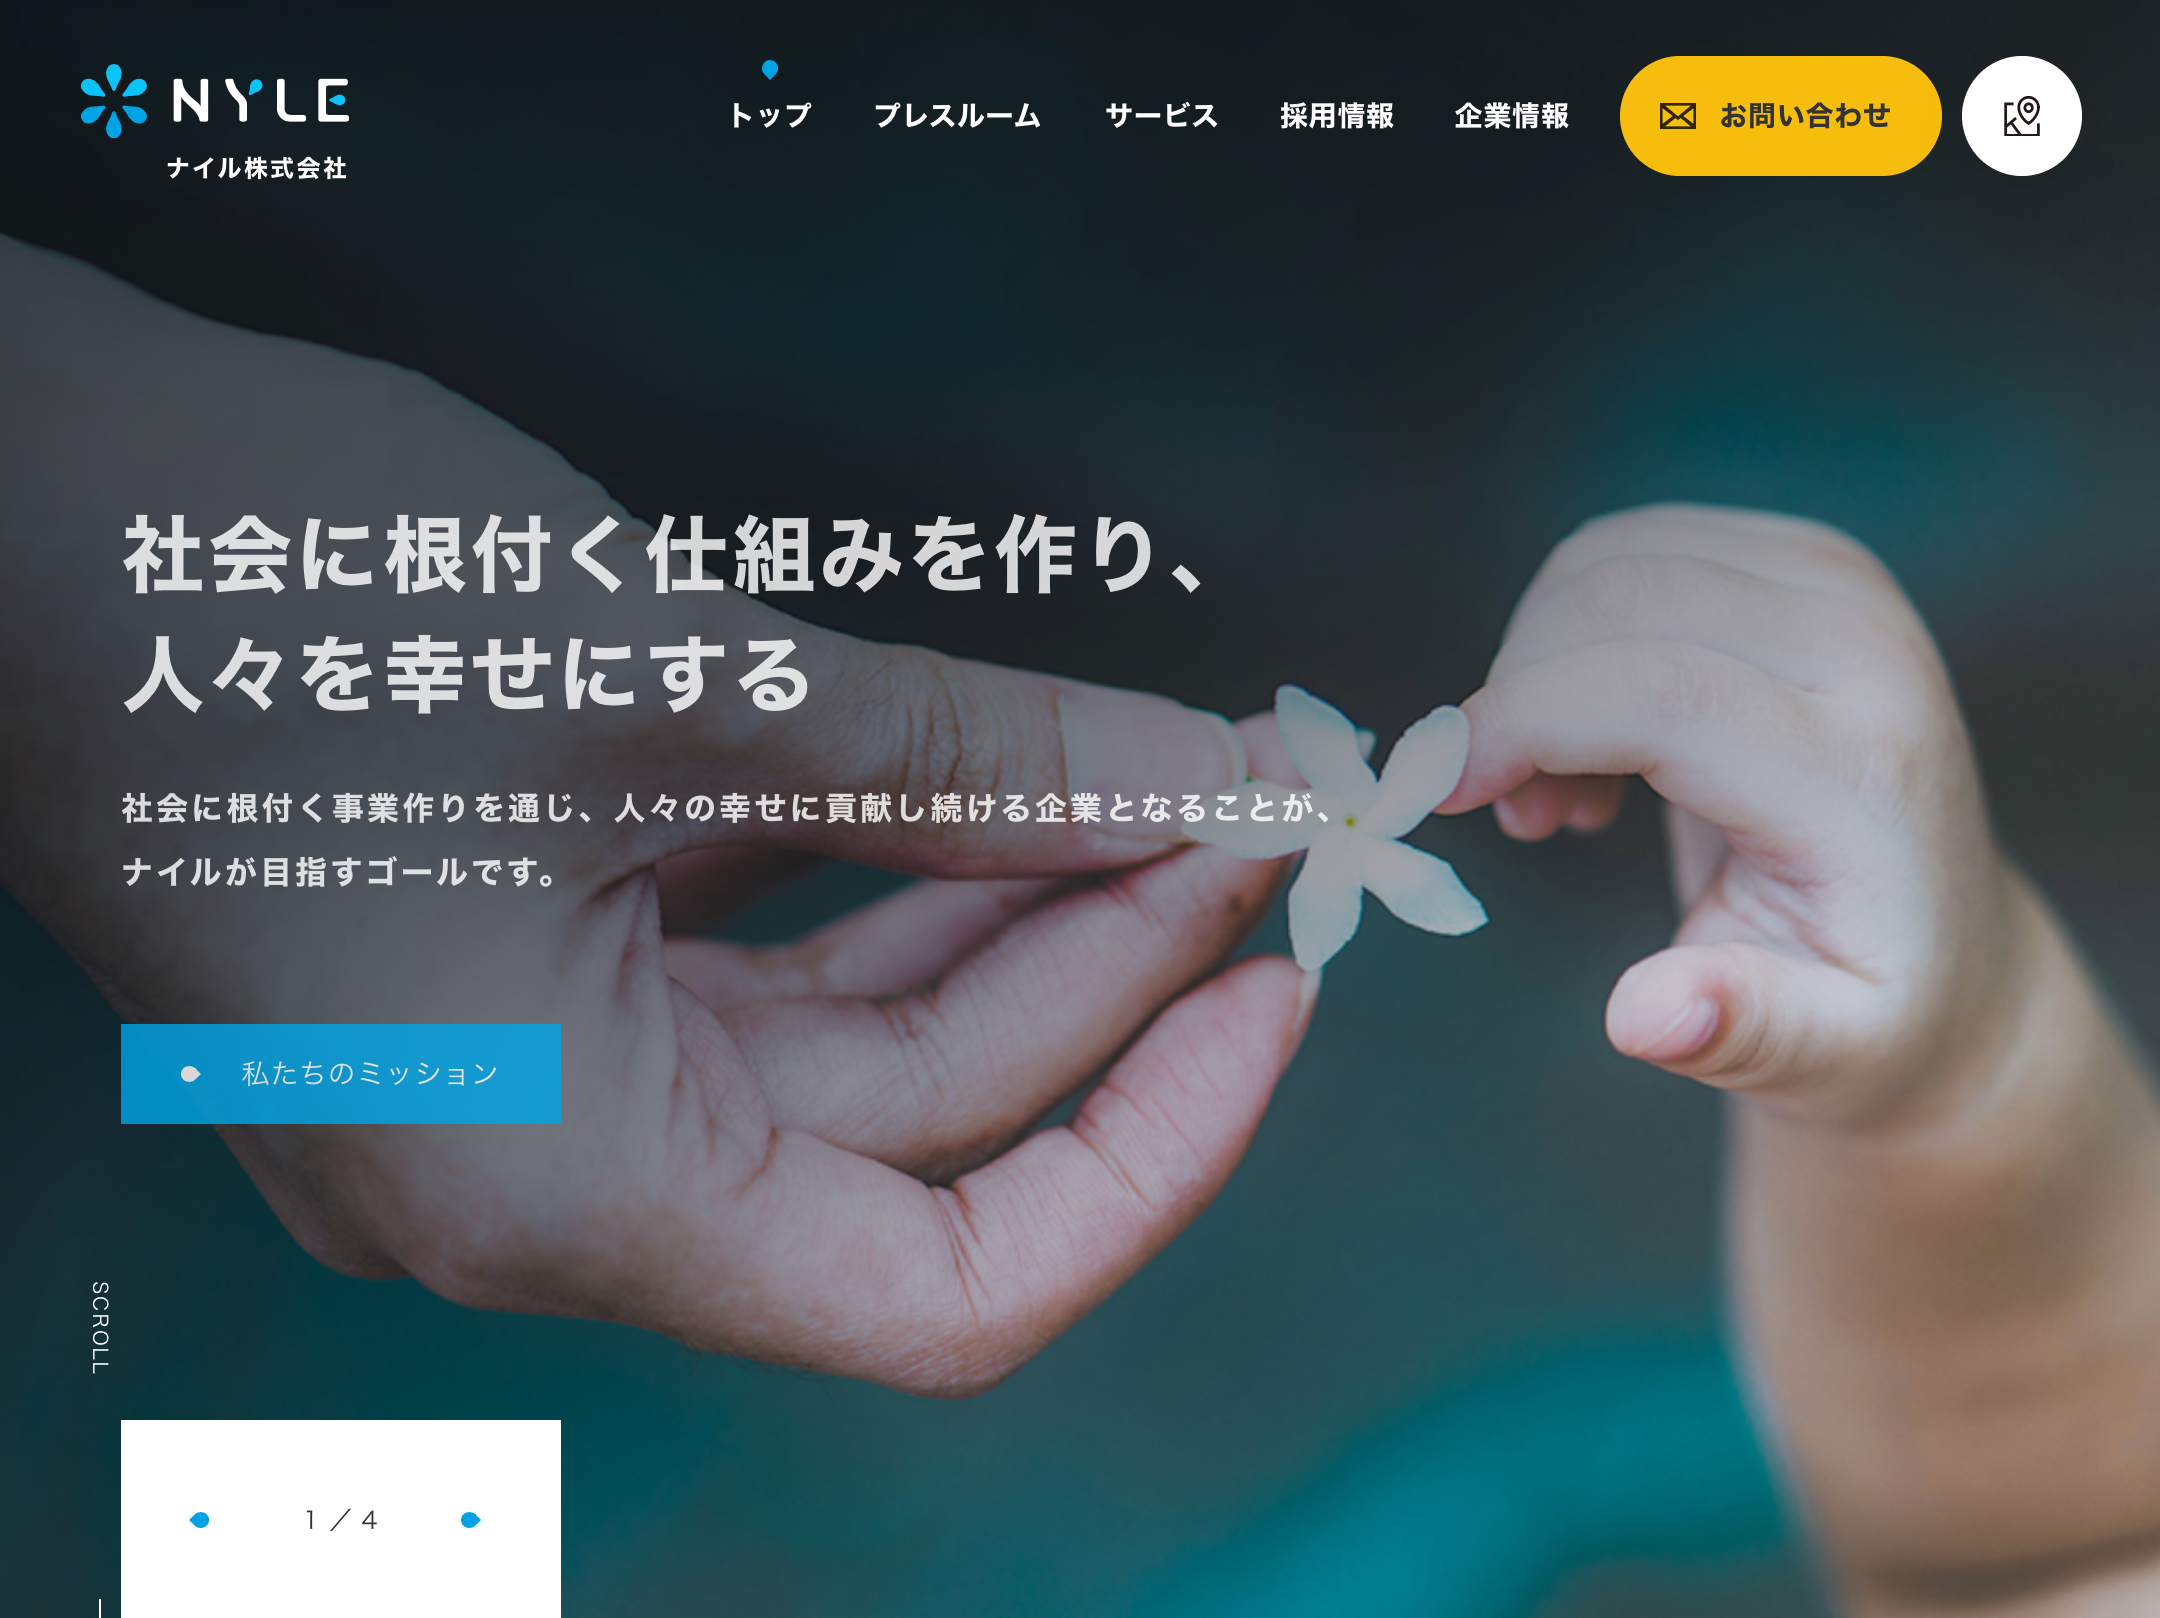 NYLE
ナイル株式会社
トップ
プレスルーム
サービス
採用情報
企業情報
お問い合わせ
社会に根付く仕組みを作り、
人々を幸せにする
社会に根付く事業作りを通じ、人々の幸せに貢献し続ける企業となることが、
ナイルが目指すゴールです。
私たちのミッション
SCROLL
1 ／ 4